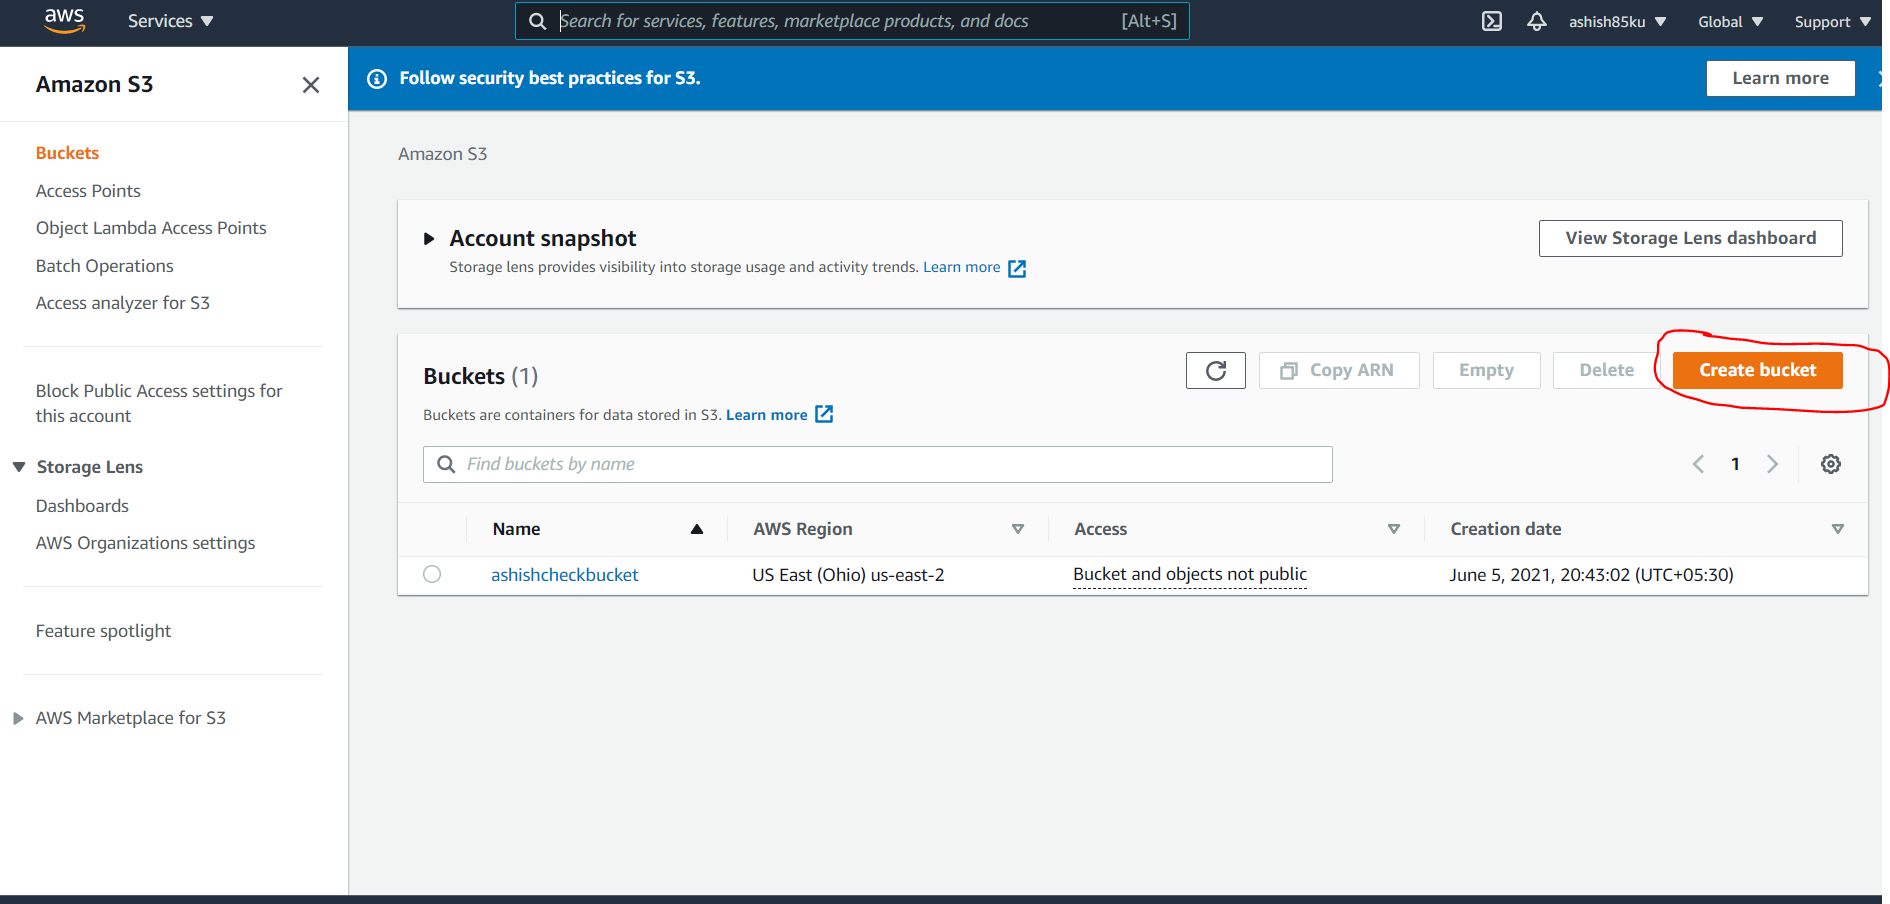 aws Services Search for services, features, marketplace products, and docs [Alt+S] ashish85ku Global Support
Amazon S3
Buckets
Access Points
Object Lambda Access Points
Batch Operations
Access analyzer for S3
Block Public Access settings for
this account
Storage Lens
Dashboards
AWS Organizations settings
Feature spotlight
AWS Marketplace for S3
Follow security best practices for S3. Learn more
Amazon S3
Account snapshot View Storage Lens dashboard
Storage lens provides visibility into storage usage and activity trends. Learn more
Buckets (1) Copy ARN Empty Delete Create bucket
Buckets are containers for data stored in S3. Learn more
Find buckets by name 1
Name AWS Region Access Creation date
ashishcheckbucket US East (Ohio) us-east-2 Bucket and objects not public June 5, 2021, 20:43:02 (UTC+05:30)